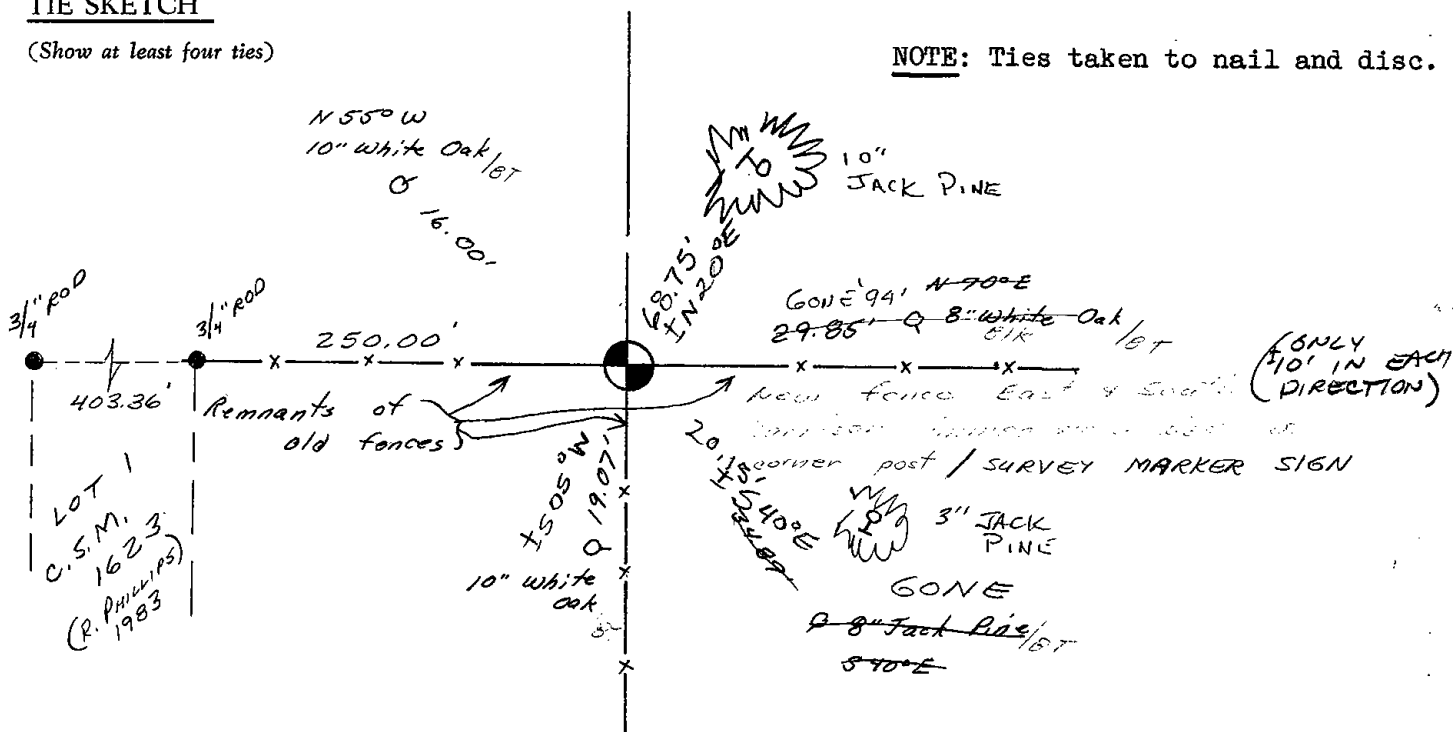 TIE SKETCH
(Show at least four ties)
NOTE: Ties taken to nail and disc.
N 55° W
10" White Oak/BT
16.00'
10"
JACK PINE
68.75'
± N 20° E
GONE '94' N 70° E
29.85' 8" White Oak/BT
Blk
3/4" ROD
3/4" ROD
250.00'
403.36'
(ONLY
±10' IN EACH
DIRECTION)
Remnants of
old fences
New fence East & South
corner post / SURVEY MARKER SIGN
LOT 1
C.S.M.
1623
(R. PHILLIPS)
1983
± S 05° W
19.07'
10" White
Oak
20.15'
± S 40° E
34.87
3" JACK
PINE
GONE
8" Jack Pine/BT
S 40° E